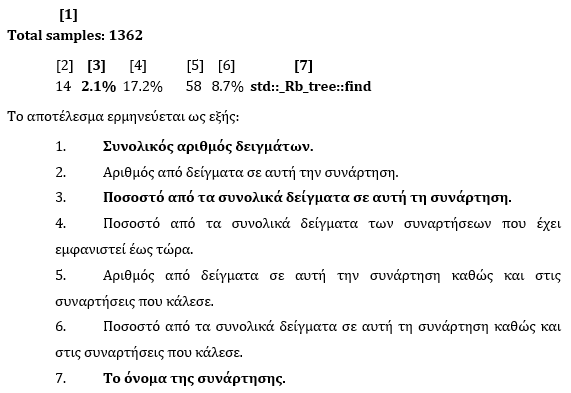 [1]
Total samples: 1362
[2] [3] [4] [5] [6] [7]
14 2.1% 17.2% 58 8.7% std::_Rb_tree::find
Το αποτέλεσμα ερμηνεύεται ως εξής:
1. Συνολικός αριθμός δειγμάτων.
2. Αριθμός από δείγματα σε αυτή την συνάρτηση.
3. Ποσοστό από τα συνολικά δείγματα σε αυτή τη συνάρτηση.
4. Ποσοστό από τα συνολικά δείγματα των συναρτήσεων που έχει
εμφανιστεί έως τώρα.
5. Αριθμός από δείγματα σε αυτή την συνάρτηση καθώς και στις
συναρτήσεις που κάλεσε.
6. Ποσοστό από τα συνολικά δείγματα σε αυτή τη συνάρτηση καθώς και
στις συναρτήσεις που κάλεσε.
7. Το όνομα της συνάρτησης.